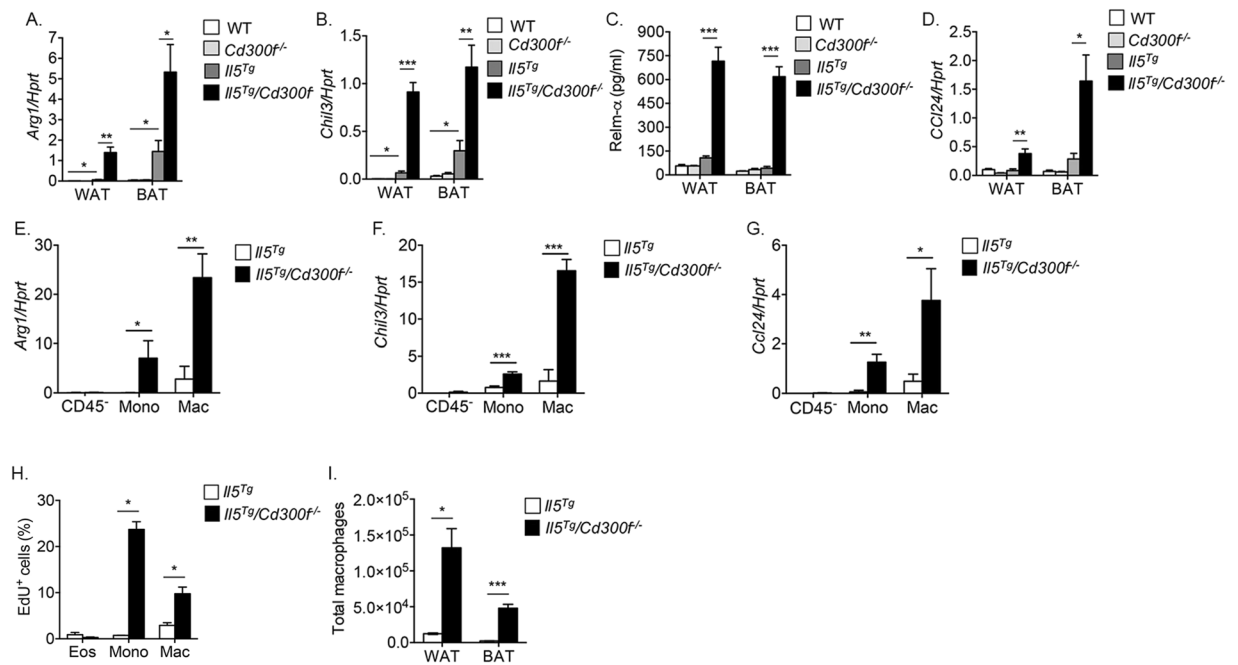 A.
Arg1/Hprt
7
6
5
4
3
2
1
0
WAT BAT
* ** * *
WT
Cd300f-/-
Il5Tg
Il5Tg/Cd300f
B.
Chil3/Hprt
1.5
1.0
0.5
0.0
WAT BAT
* *** * **
WT
Cd300f-/-
Il5Tg
Il5Tg/Cd300f-/-
C.
Relm-α (pg/ml)
900
750
600
450
300
150
0
WAT BAT
*** ***
WT
Cd300f-/-
Il5Tg
Il5Tg/Cd300f-/-
D.
CCl24/Hprt
2.5
2.0
1.5
1.0
0.5
0.0
WAT BAT
** *
WT
Cd300f-/-
Il5Tg
Il5Tg/Cd300f-/-
E.
Arg1/Hprt
30
20
10
0
CD45- Mono Mac
* **
Il5Tg
Il5Tg/Cd300f-/-
F.
Chil3/Hprt
20
15
10
5
0
CD45- Mono Mac
*** ***
Il5Tg
Il5Tg/Cd300f-/-
G.
Ccl24/Hprt
6
4
2
0
CD45- Mono Mac
** *
Il5Tg
Il5Tg/Cd300f-/-
H.
EdU+ cells (%)
30
20
10
0
Eos Mono Mac
* *
Il5Tg
Il5Tg/Cd300f-/-
I.
Total macrophages
2.0×10⁵
1.5×10⁵
1.0×10⁵
5.0×10⁴
0.0
WAT BAT
* ***
Il5Tg
Il5Tg/Cd300f-/-